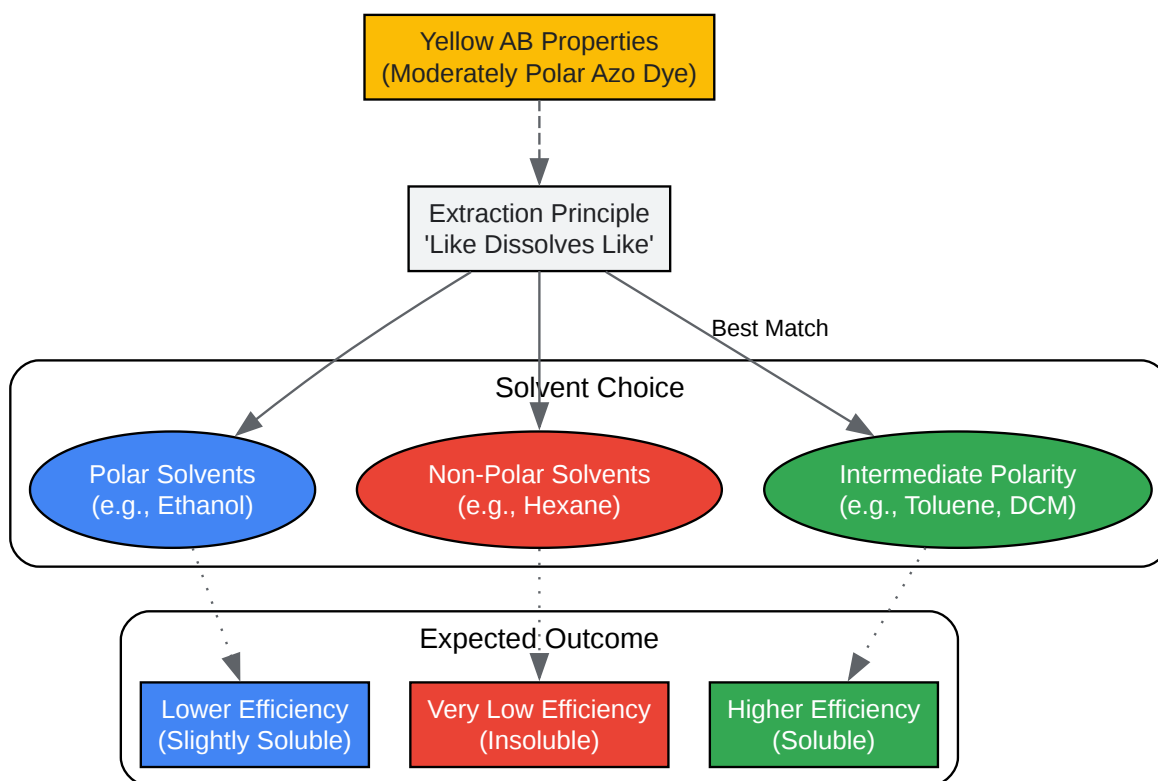 Yellow AB Properties
(Moderately Polar Azo Dye)
Extraction Principle
'Like Dissolves Like'
Best Match
Solvent Choice
Polar Solvents
(e.g., Ethanol)
Non-Polar Solvents
(e.g., Hexane)
Intermediate Polarity
(e.g., Toluene, DCM)
Expected Outcome
Lower Efficiency
(Slightly Soluble)
Very Low Efficiency
(Insoluble)
Higher Efficiency
(Soluble)